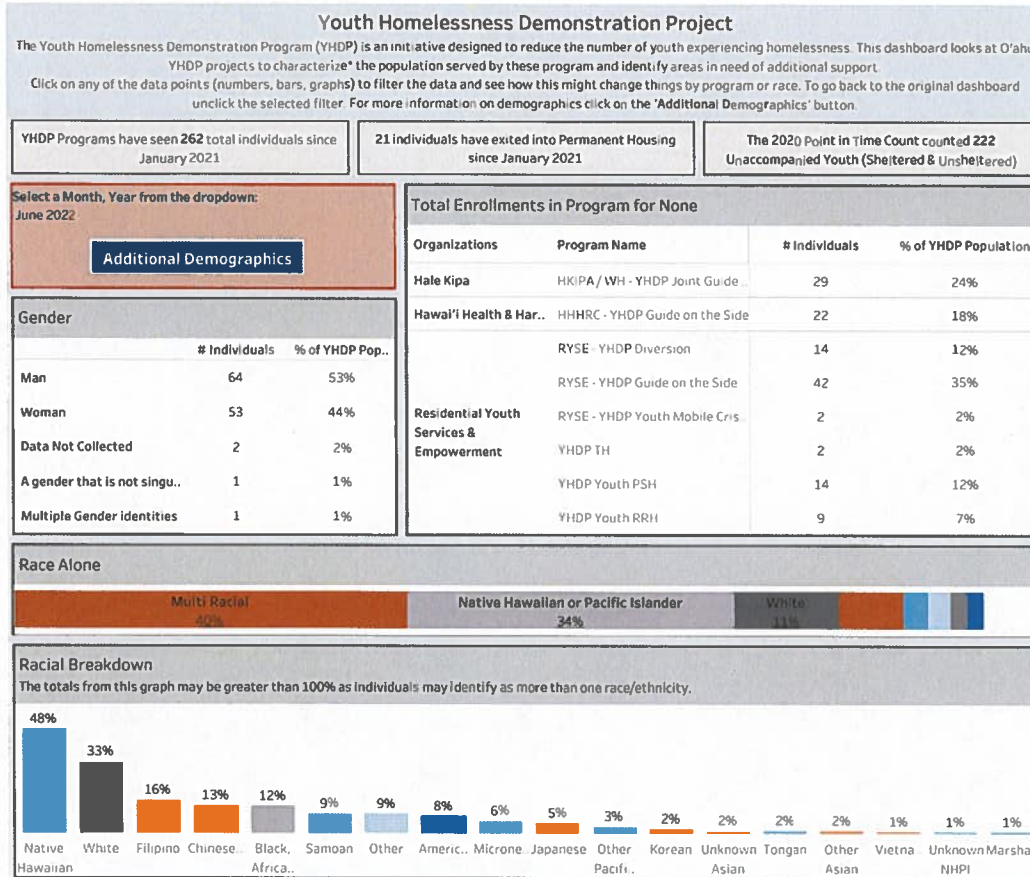 Youth Homelessness Demonstration Project
The Youth Homelessness Demonstration Program (YHDP) is an initiative designed to reduce the number of youth experiencing homelessness. This dashboard looks at O'ahu
YHDP projects to characterize* the population served by these program and identify areas in need of additional support
Click on any of the data points (numbers, bars, graphs) to filter the data and see how this might change things by program or race. To go back to the original dashboard
unclick the selected filter. For more information on demographics click on the 'Additional Demographics' button.
YHDP Programs have seen 262 total individuals since
January 2021
21 individuals have exited into Permanent Housing
since January 2021
The 2020 Point in Time Count counted 222
Unaccompanied Youth (Sheltered & Unsheltered)
Select a Month, Year from the dropdown:
June 2022
Additional Demographics
Gender
# Individuals % of YHDP Pop..
Man 64 53%
Woman 53 44%
Data Not Collected 2 2%
A gender that is not singu.. 1 1%
Multiple Gender identities 1 1%
Total Enrollments in Program for None
Organizations Program Name # Individuals % of YHDP Population
Hale Kipa HKIPA/ WH - YHDP Joint Guide.. 29 24%
Hawai'i Health & Har.. HHHRC - YHDP Guide on the Side 22 18%
Residential Youth
Services &
Empowerment
RYSE - YHDP Diversion 14 12%
RYSE - YHDP Guide on the Side 42 35%
RYSE - YHDP Youth Mobile Cris.. 2 2%
YHDP TH 2 2%
YHDP Youth PSH 14 12%
YHDP Youth RRH 9 7%
Race Alone
Multi Racial
40%
Native Hawaiian or Pacific Islander
34%
White
11%
Racial Breakdown
The totals from this graph may be greater than 100% as individuals may identify as more than one race/ethnicity.
48% 33% 16% 13% 12% 9% 9% 8% 6% 5% 3% 2% 2% 2% 2% 1% 1% 1%
Native White Filipino Chinese.. Black, Samoan Other Americ.. Microne.. Japanese Other Korean Unknown Tongan Other Vietna.. Unknown Marsha
Hawaiian Africa.. Pacifi.. Asian Asian NHPI